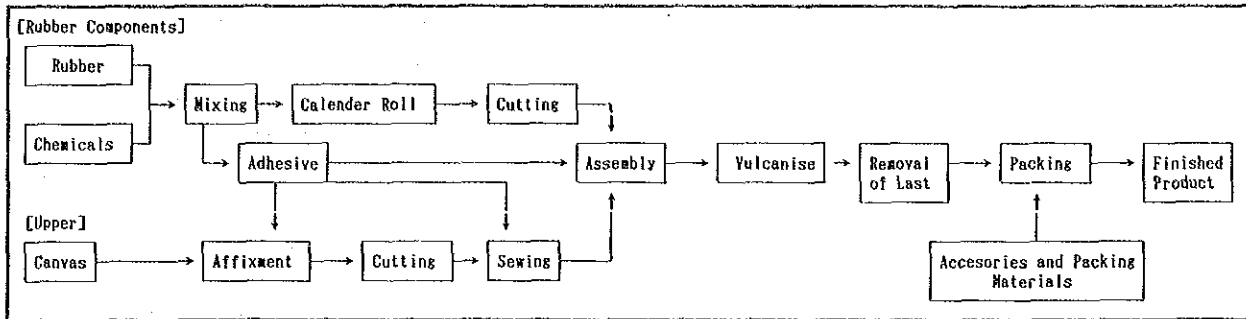 [Rubber Components]
Rubber
Chemicals
Mixing
Calender Roll
Cutting
Adhesive
Assembly
Vulcanise
Removal
of Last
Packing
Finished
Product
[Upper]
Canvas
Affixment
Cutting
Sewing
Accesories and Packing
Materials